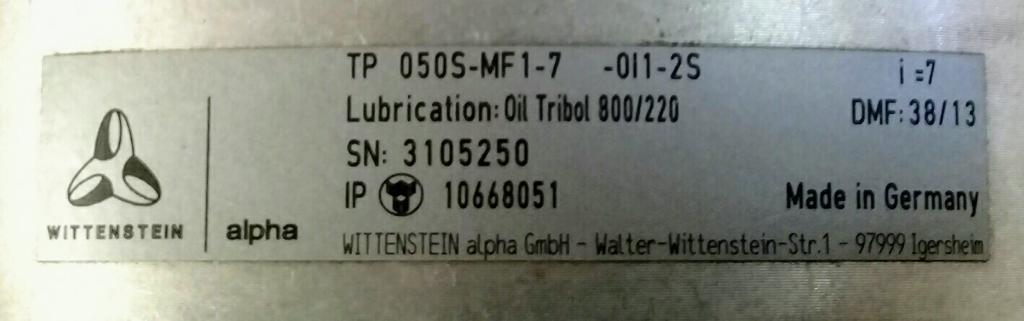 TP 050S-MF1-7 -0I1-2S i=7
Lubrication: Oil Tribol 800/220 DMF: 38/13
SN: 3105250
IP 10668051 Made in Germany
WITTENSTEIN alpha
WITTENSTEIN alpha GmbH - Walter-Wittenstein-Str.1 - 97999 Igersheim